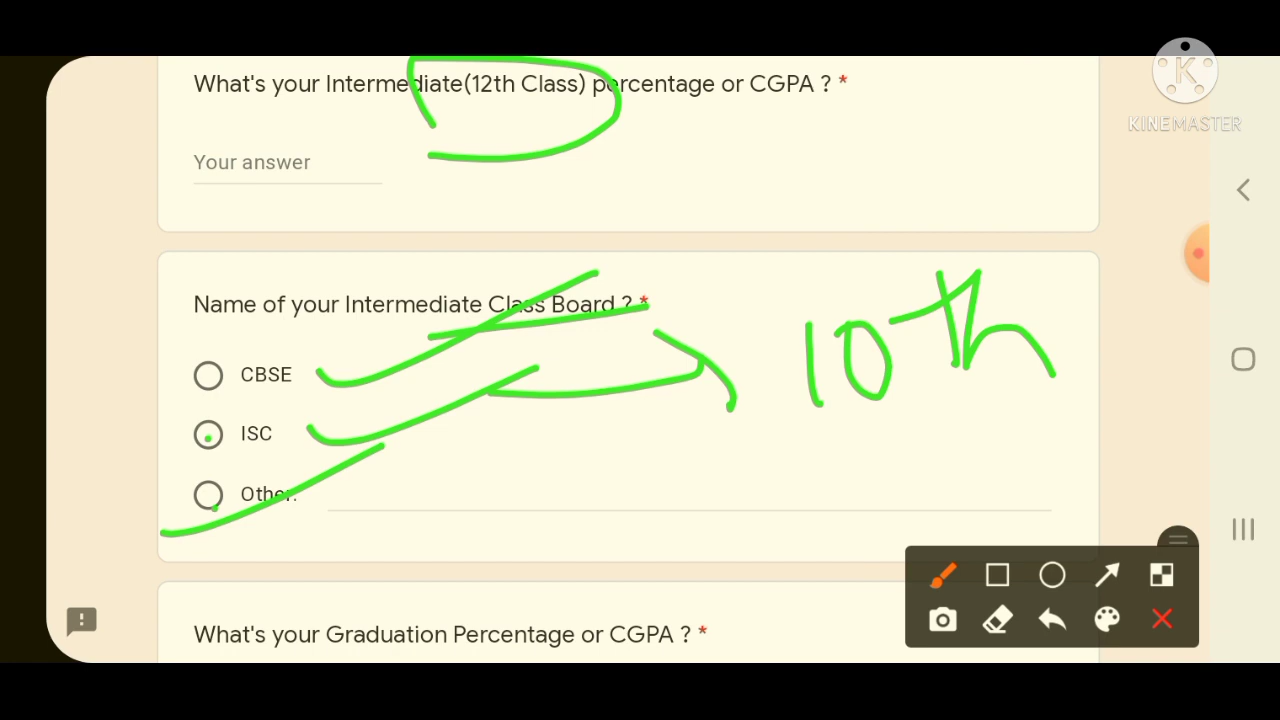 What's your Intermediate(12th Class) percentage or CGPA ? *
Your answer
Name of your Intermediate Class Board ? *
CBSE
ISC
Other:
10th
What's your Graduation Percentage or CGPA ? *
K
KINEMASTER